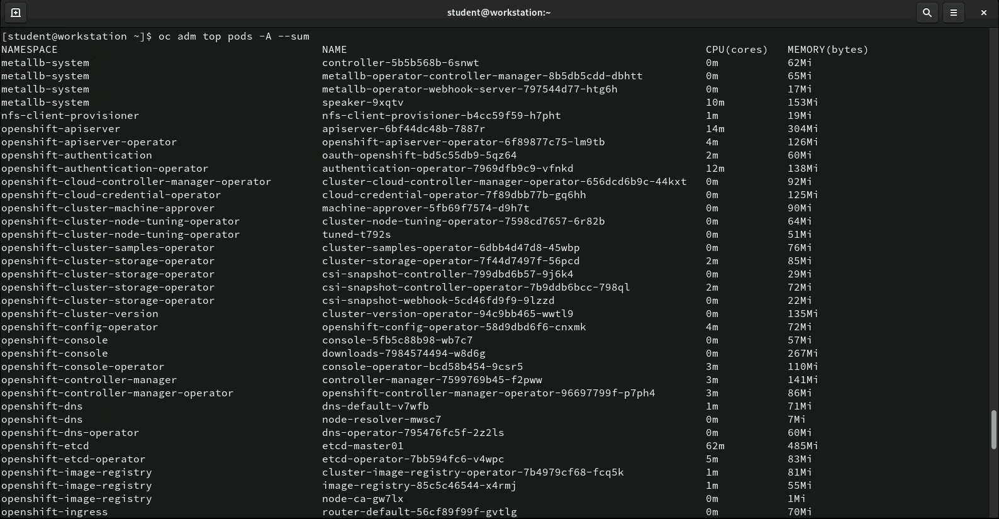 student@workstation:~
[student@workstation ~]$ oc adm top pods -A --sum
NAMESPACE NAME CPU(cores) MEMORY(bytes)
metallb-system controller-5b5b568b-6snwt 0m 62Mi
metallb-system metallb-operator-controller-manager-8b5db5cdd-dbhtt 0m 65Mi
metallb-system metallb-operator-webhook-server-797544d77-htg6h 0m 17Mi
metallb-system speaker-9xqtv 10m 153Mi
nfs-client-provisioner nfs-client-provisioner-b4cc59f59-h7pht 1m 19Mi
openshift-apiserver apiserver-6bf44dc48b-7887r 14m 304Mi
openshift-apiserver-operator openshift-apiserver-operator-6f89877c75-lm9tb 4m 126Mi
openshift-authentication oauth-openshift-bd5c55db9-5qz64 2m 60Mi
openshift-authentication-operator authentication-operator-7969dfb9c9-vfnkd 12m 138Mi
openshift-cloud-controller-manager-operator cluster-cloud-controller-manager-operator-656dcd6b9c-44kxt 0m 92Mi
openshift-cloud-credential-operator cloud-credential-operator-7f89dbb77b-gq6hh 0m 125Mi
openshift-cluster-machine-approver machine-approver-5fb69f7574-d9h7t 0m 90Mi
openshift-cluster-node-tuning-operator cluster-node-tuning-operator-7598cd7657-6r82b 0m 64Mi
openshift-cluster-node-tuning-operator tuned-t792s 0m 51Mi
openshift-cluster-samples-operator cluster-samples-operator-6dbb4d47d8-45wbp 0m 76Mi
openshift-cluster-storage-operator cluster-storage-operator-7f44d7497f-56pcd 2m 85Mi
openshift-cluster-storage-operator csi-snapshot-controller-799dbd6b57-9j6k4 0m 29Mi
openshift-cluster-storage-operator csi-snapshot-controller-operator-7b9ddb6bcc-798ql 2m 72Mi
openshift-cluster-storage-operator csi-snapshot-webhook-5cd46fd9f9-9lzzd 0m 22Mi
openshift-cluster-version cluster-version-operator-94c9bb465-wwtl9 0m 135Mi
openshift-config-operator openshift-config-operator-58d9dbd6f6-cnxmk 4m 72Mi
openshift-console console-5fb5c88b98-wb7c7 0m 57Mi
openshift-console downloads-7984574494-w8d6g 0m 267Mi
openshift-console-operator console-operator-bcd58b454-9csr5 3m 110Mi
openshift-controller-manager controller-manager-7599769b45-f2pww 3m 141Mi
openshift-controller-manager-operator openshift-controller-manager-operator-96697799f-p7ph4 3m 86Mi
openshift-dns dns-default-v7wfb 1m 71Mi
openshift-dns node-resolver-mwsc7 0m 7Mi
openshift-dns-operator dns-operator-795476fc5f-2z2ls 0m 60Mi
openshift-etcd etcd-master01 62m 485Mi
openshift-etcd-operator etcd-operator-7bb594fc6-v4wpc 5m 83Mi
openshift-image-registry cluster-image-registry-operator-7b4979cf68-fcq5k 1m 81Mi
openshift-image-registry image-registry-85c5c46544-x4rmj 1m 55Mi
openshift-image-registry node-ca-gw7lx 0m 1Mi
openshift-ingress router-default-56cf89f99f-gvtlg 0m 70Mi